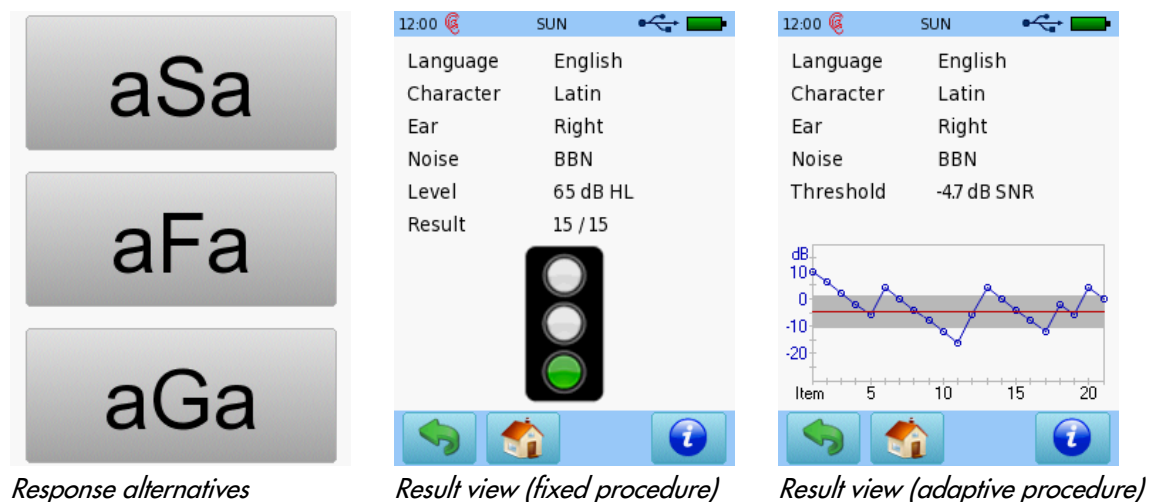 aSa
aFa
aGa
Response alternatives
12:00 SUN
Language English
Character Latin
Ear Right
Noise BBN
Level 65 dB HL
Result 15 / 15
i
Result view (fixed procedure)
12:00 SUN
Language English
Character Latin
Ear Right
Noise BBN
Threshold -4.7 dB SNR
dB
10
0
-10
-20
Item 5 10 15 20
i
Result view (adaptive procedure)